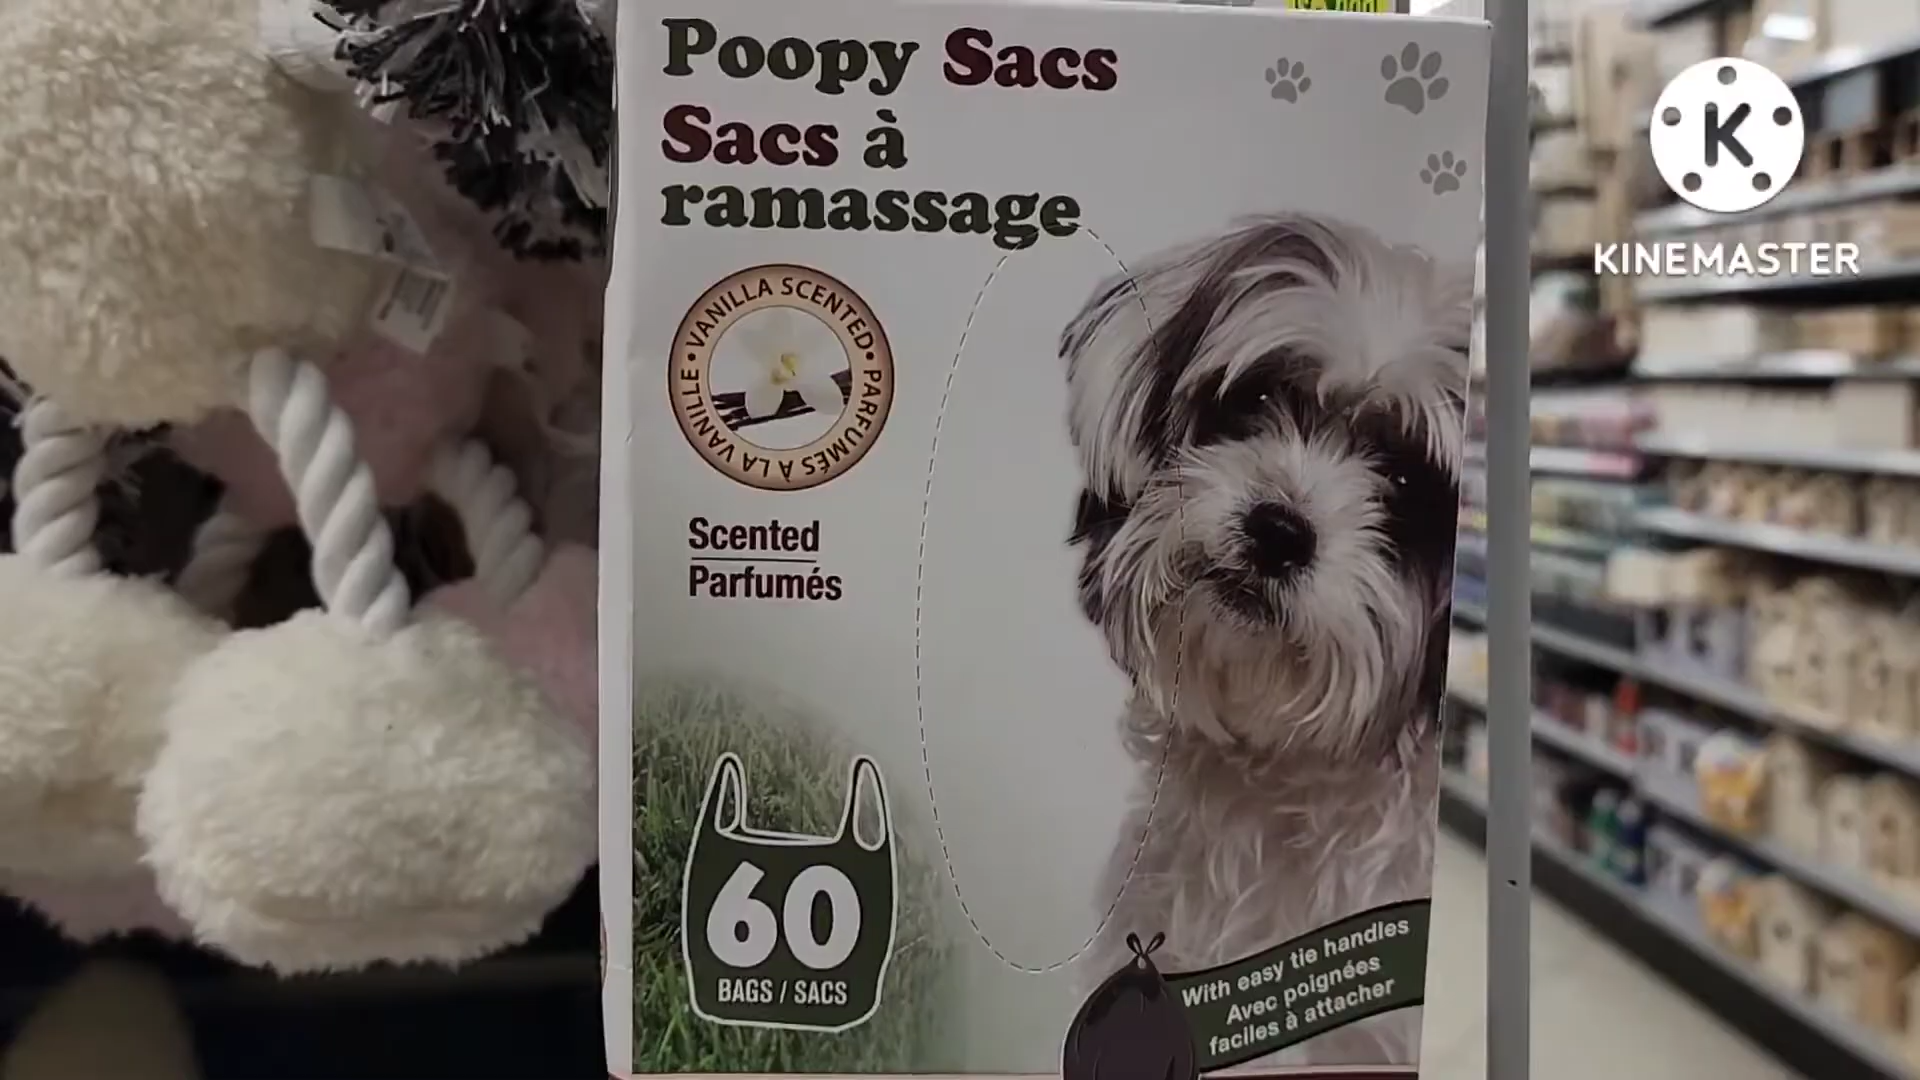 Poopy Sacs
Sacs à
ramassage
• VANILLA SCENTED •
PARFUMÉS À LA VANILLE
Scented
Parfumés
60
BAGS / SACS
With easy tie handles
Avec poignées
faciles à attacher
K
KINEMASTER